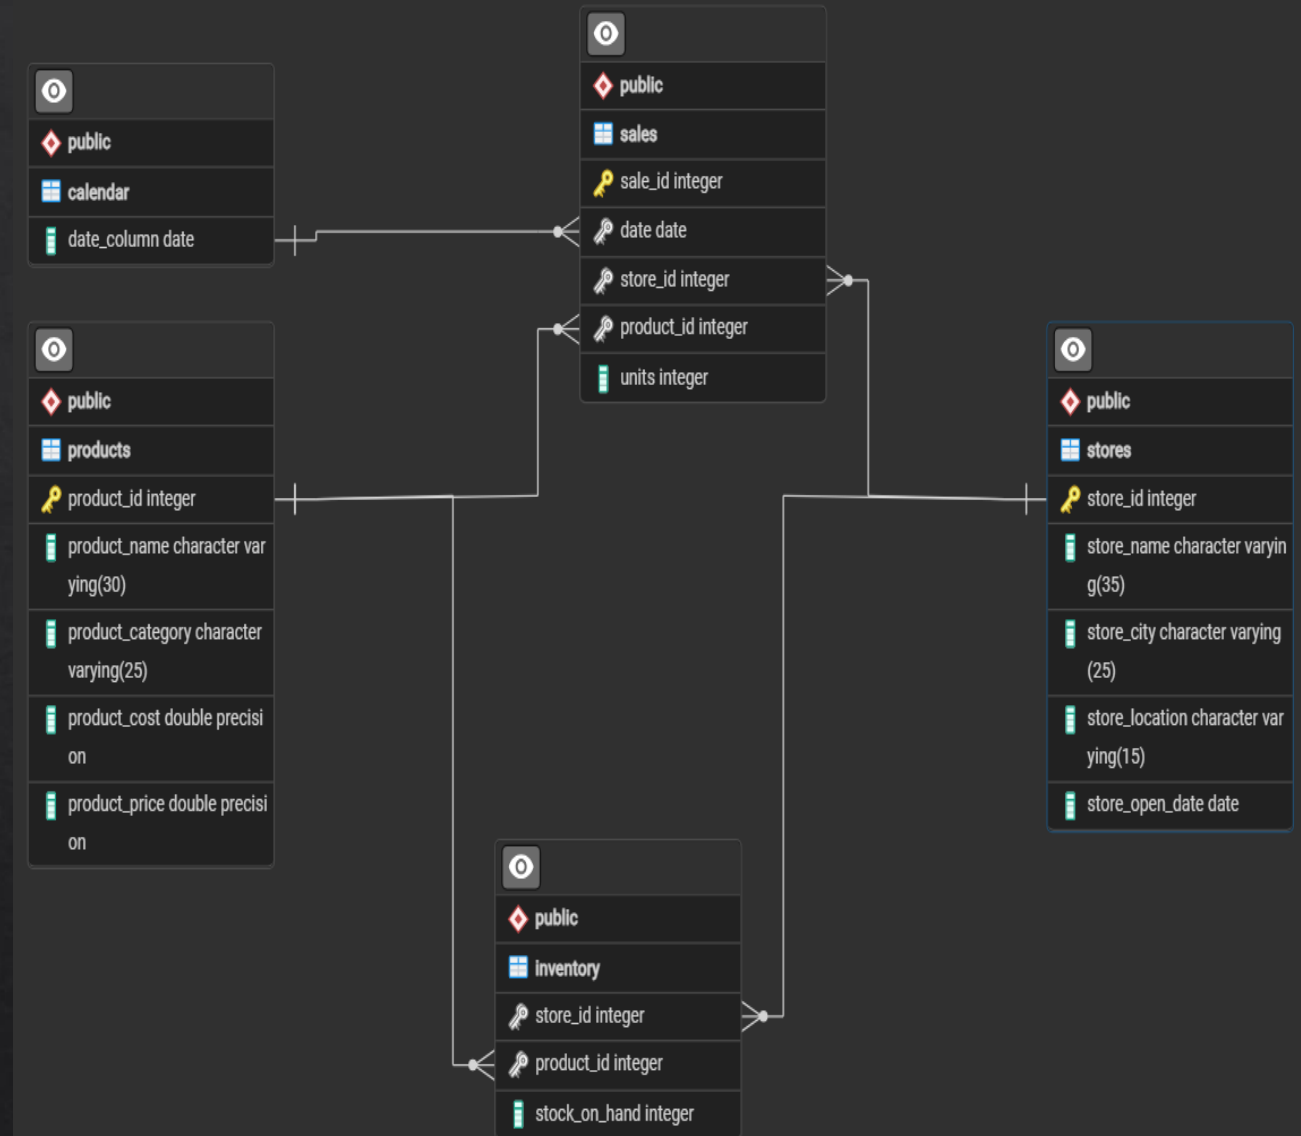 public
calendar
date_column date
public
sales
sale_id integer
date date
store_id integer
product_id integer
units integer
public
products
product_id integer
product_name character var
ying(30)
product_category character
varying(25)
product_cost double precisi
on
product_price double precisi
on
public
stores
store_id integer
store_name character varyin
g(35)
store_city character varying
(25)
store_location character var
ying(15)
store_open_date date
public
inventory
store_id integer
product_id integer
stock_on_hand integer